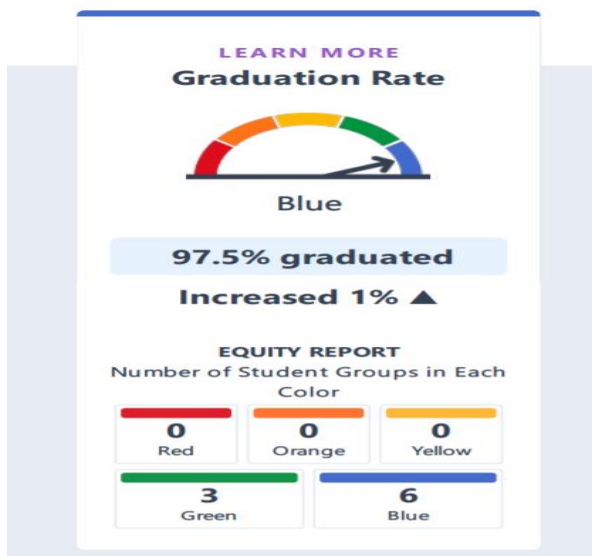 LEARN MORE
Graduation Rate
Blue
97.5% graduated
Increased 1% ▲
EQUITY REPORT
Number of Student Groups in Each
Color
0 0 0
Red Orange Yellow
3 6
Green Blue